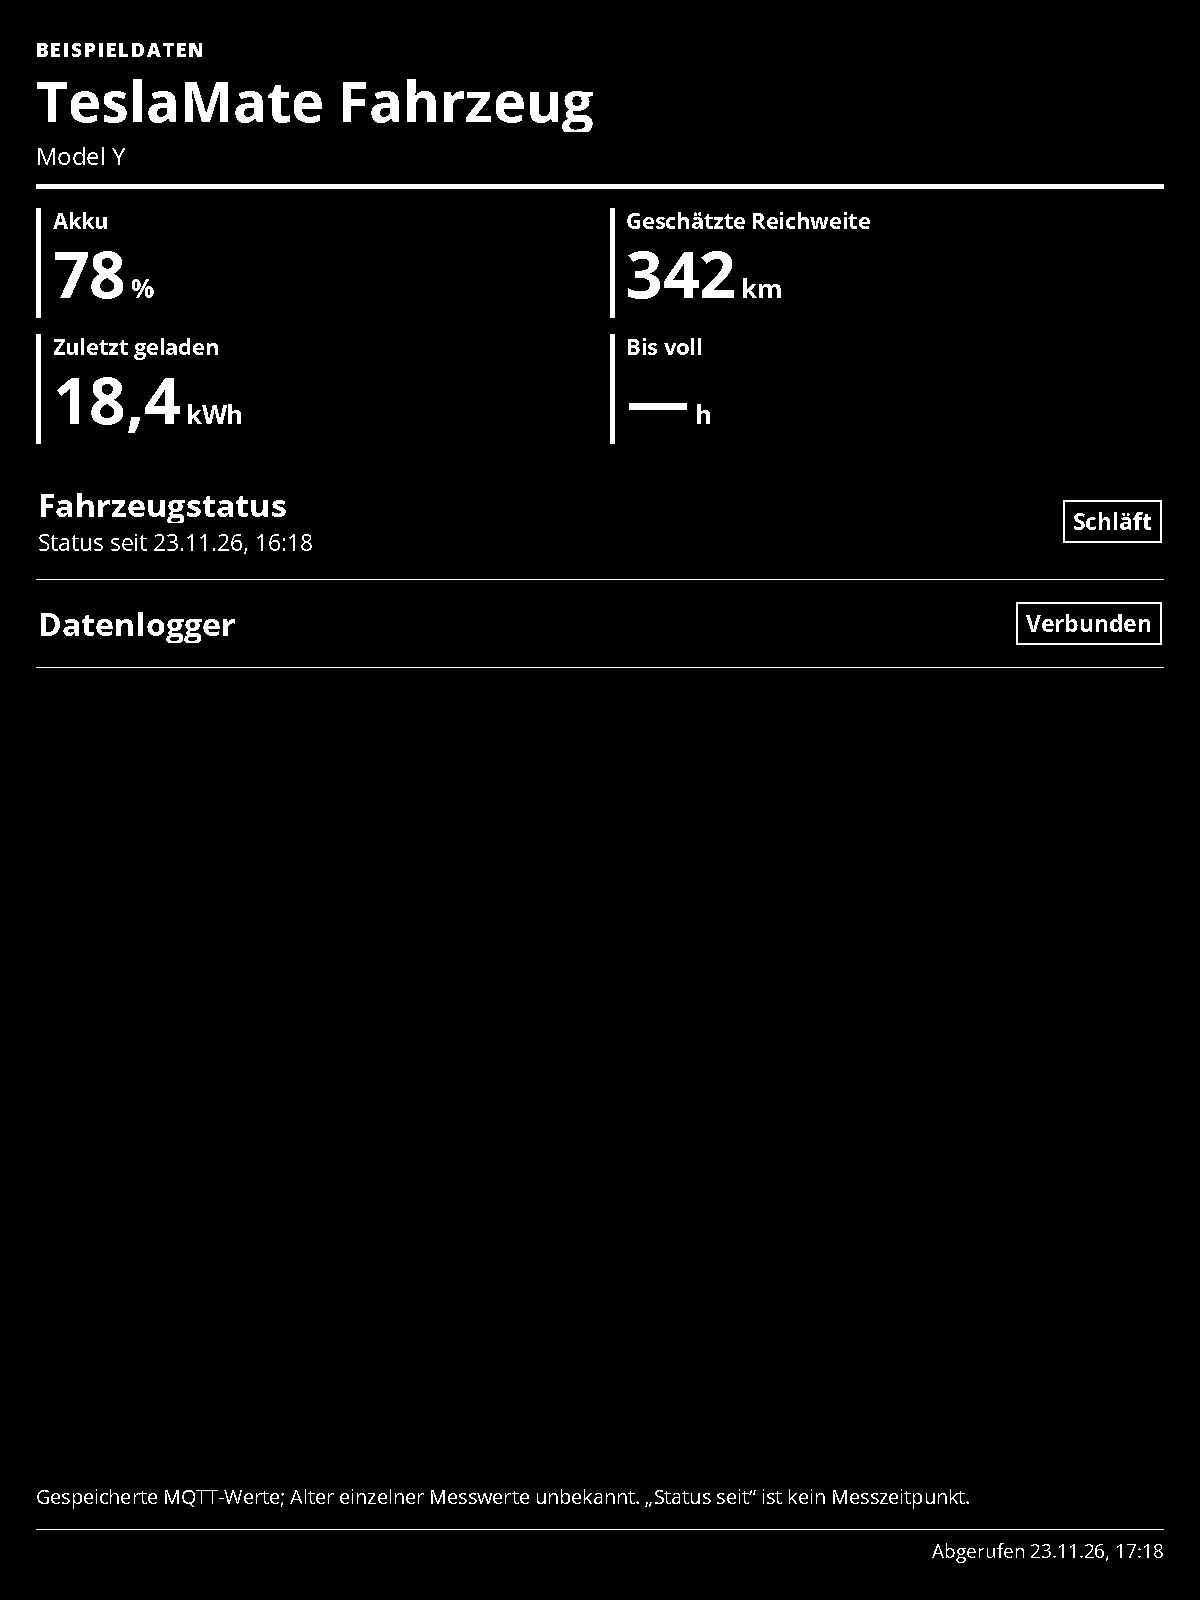 BEISPIELDATEN
TeslaMate Fahrzeug
Model Y
Akku
78 %
Geschätzte Reichweite
342 km
Zuletzt geladen
18,4 kWh
Bis voll
— h
Fahrzeugstatus
Status seit 23.11.26, 16:18
Schläft
Datenlogger
Verbunden
Gespeicherte MQTT-Werte; Alter einzelner Messwerte unbekannt. „Status seit“ ist kein Messzeitpunkt.
Abgerufen 23.11.26, 17:18